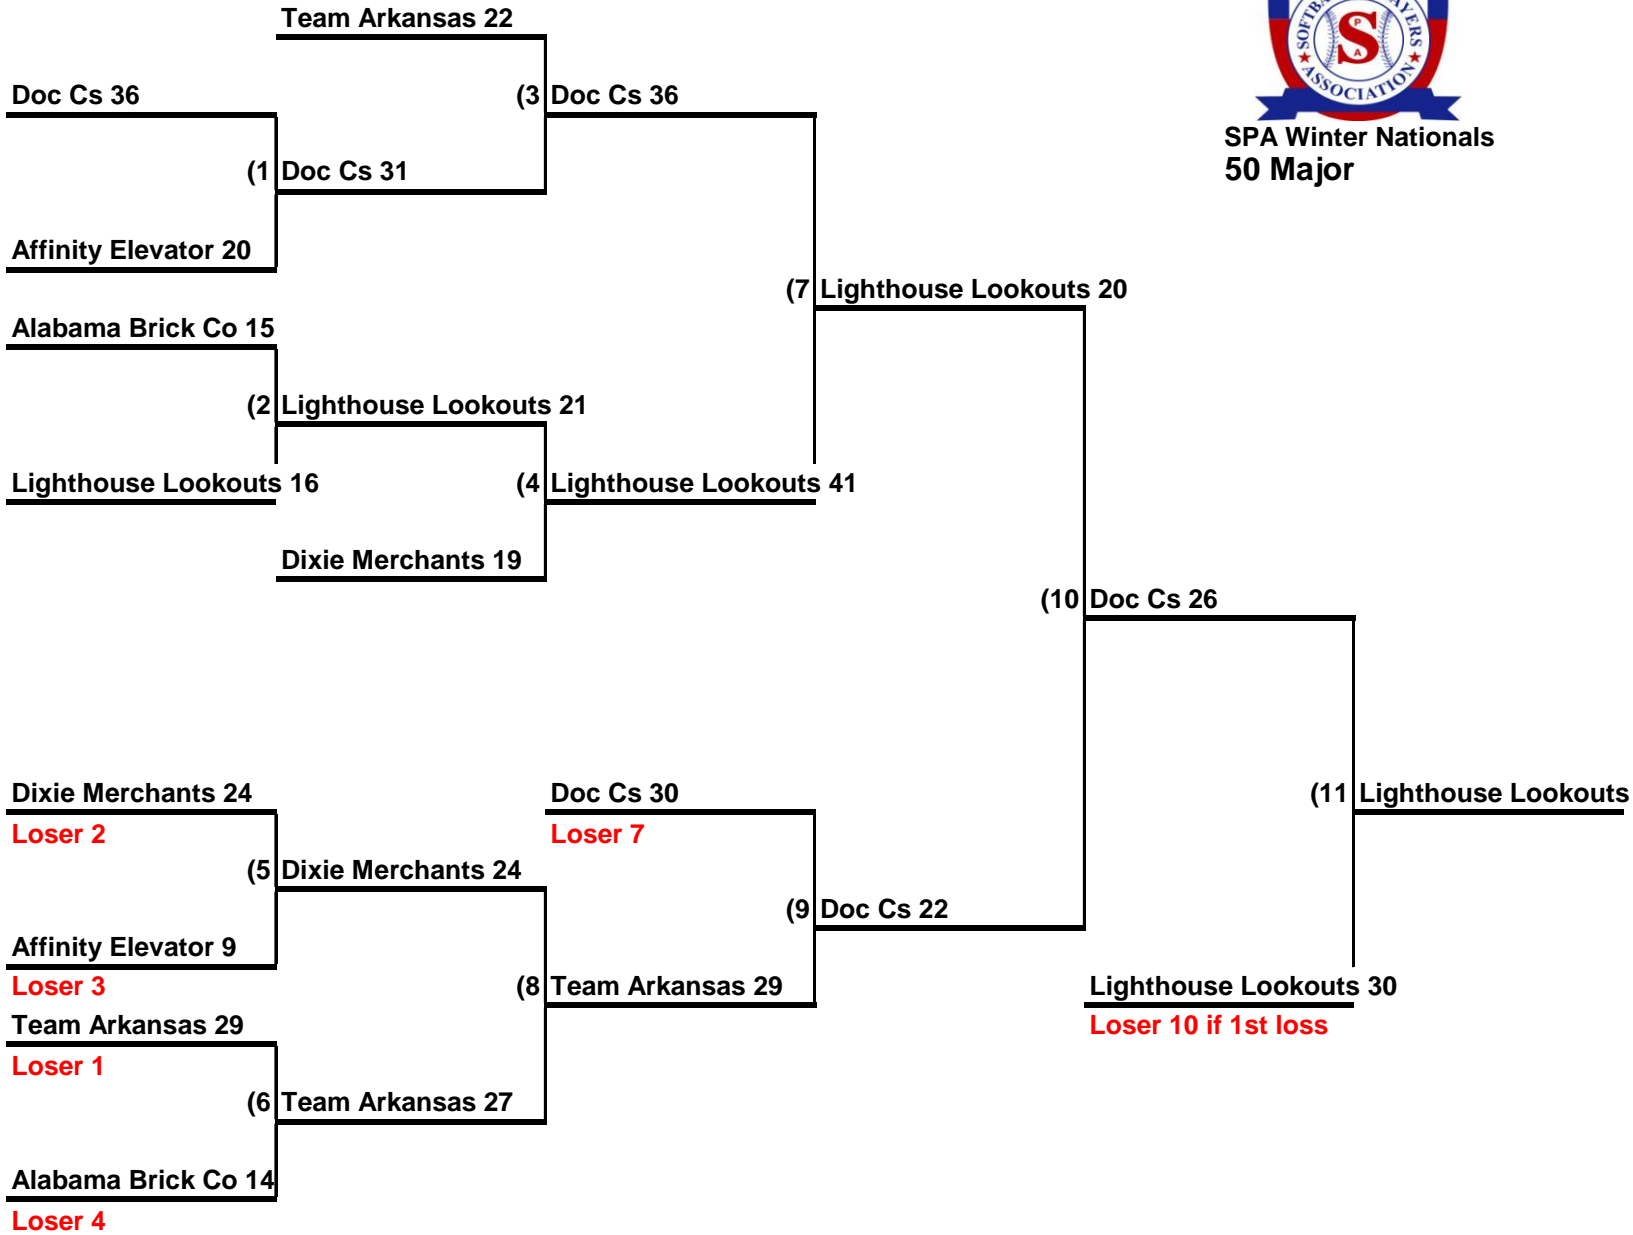 Team Arkansas 22
SOFTBA
AYERS
ASSOCIATION
P
S
A
SPA Winter Nationals
50 Major
Doc Cs 36
(3 Doc Cs 36
(1 Doc Cs 31
Affinity Elevator 20
(7 Lighthouse Lookouts 20
Alabama Brick Co 15
(2 Lighthouse Lookouts 21
Lighthouse Lookouts 16
(4 Lighthouse Lookouts 41
Dixie Merchants 19
(10 Doc Cs 26
Dixie Merchants 24
Loser 2
Doc Cs 30
Loser 7
(11 Lighthouse Lookouts
(5 Dixie Merchants 24
(9 Doc Cs 22
Affinity Elevator 9
Loser 3
(8 Team Arkansas 29
Lighthouse Lookouts 30
Loser 10 if 1st loss
Team Arkansas 29
Loser 1
(6 Team Arkansas 27
Alabama Brick Co 14
Loser 4